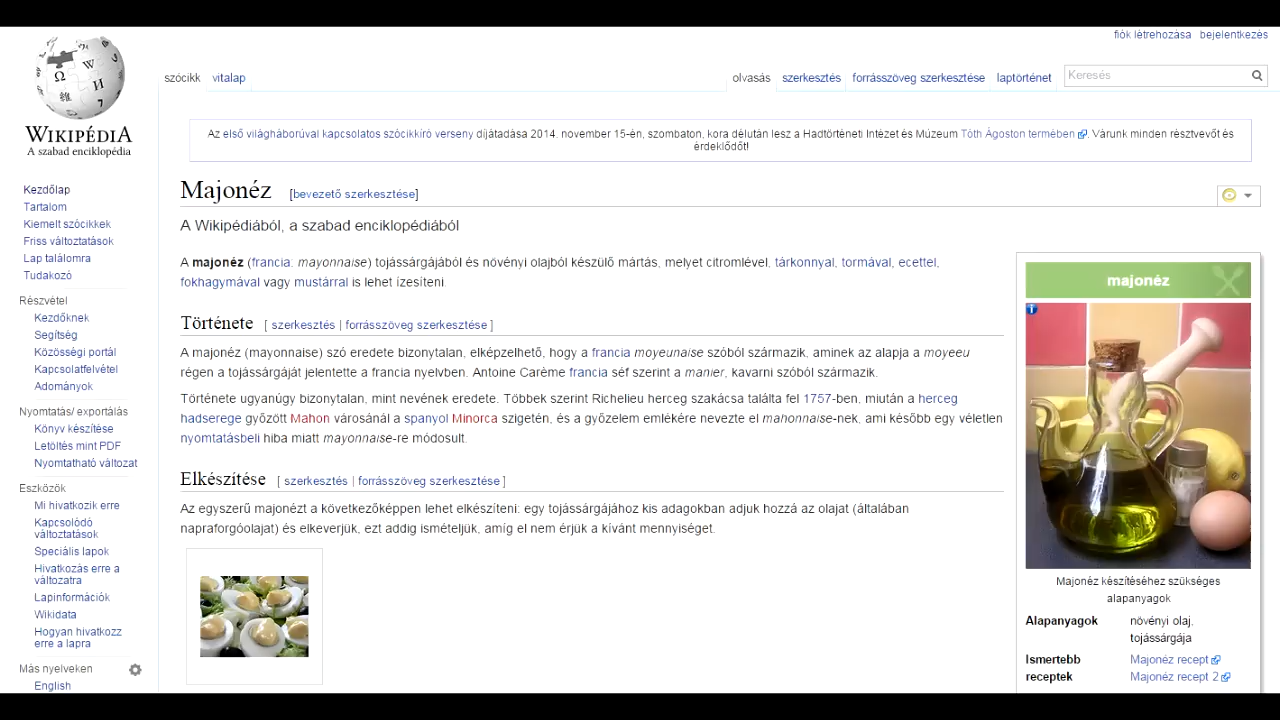 fiók létrehozása bejelentkezés
szócikk vitalap olvasás szerkesztés forrásszöveg szerkesztése laptörténet Keresés
WIKIPÉDIA
A szabad enciklopédia
Kezdőlap
Tartalom
Kiemelt szócikkek
Friss változtatások
Lap találomra
Tudakozó
Részvétel
Kezdőknek
Segítség
Közösségi portál
Kapcsolatfelvétel
Adományok
Nyomtatás/ exportálás
Könyv készítése
Letöltés mint PDF
Nyomtatható változat
Eszközök
Mi hivatkozik erre
Kapcsolódó
változtatások
Speciális lapok
Hivatkozás erre a
változatra
Lapinformációk
Wikidata
Hogyan hivatkozz
erre a lapra
Más nyelveken
English
Az első világháborúval kapcsolatos szócikkíró verseny díjátadása 2014. november 15-én, szombaton, kora délután lesz a Hadtörténeti Intézet és Múzeum Tóth Ágoston termében. Várunk minden résztvevőt és
érdeklődőt!
Majonéz [bevezető szerkesztése]
A Wikipédiából, a szabad enciklopédiából
A majonéz (francia: mayonnaise) tojássárgájából és növényi olajból készülő mártás, melyet citromlével, tárkonnyal, tormával, ecettel,
fokhagymával vagy mustárral is lehet ízesíteni.
Története [ szerkesztés | forrásszöveg szerkesztése ]
A majonéz (mayonnaise) szó eredete bizonytalan, elképzelhető, hogy a francia moyeunaise szóból származik, aminek az alapja a moyeeu
régen a tojássárgáját jelentette a francia nyelvben. Antoine Carème francia séf szerint a manier, kavarni szóból származik.
Története ugyanúgy bizonytalan, mint nevének eredete. Többek szerint Richelieu herceg szakácsa találta fel 1757-ben, miután a herceg
hadserege győzött Mahon városánál a spanyol Minorca szigetén, és a győzelem emlékére nevezte el mahonnaise-nek, ami később egy véletlen
nyomtatásbeli hiba miatt mayonnaise-re módosult.
Elkészítése [ szerkesztés | forrásszöveg szerkesztése ]
Az egyszerű majonézt a következőképpen lehet elkészíteni: egy tojássárgájához kis adagokban adjuk hozzá az olajat (általában
napraforgóolajat) és elkeverjük, ezt addig ismételjük, amíg el nem érjük a kívánt mennyiséget.
majonéz
Majonéz készítéséhez szükséges
alapanyagok
Alapanyagok növényi olaj,
tojássárgája
Ismertebb Majonéz recept
receptek Majonéz recept 2